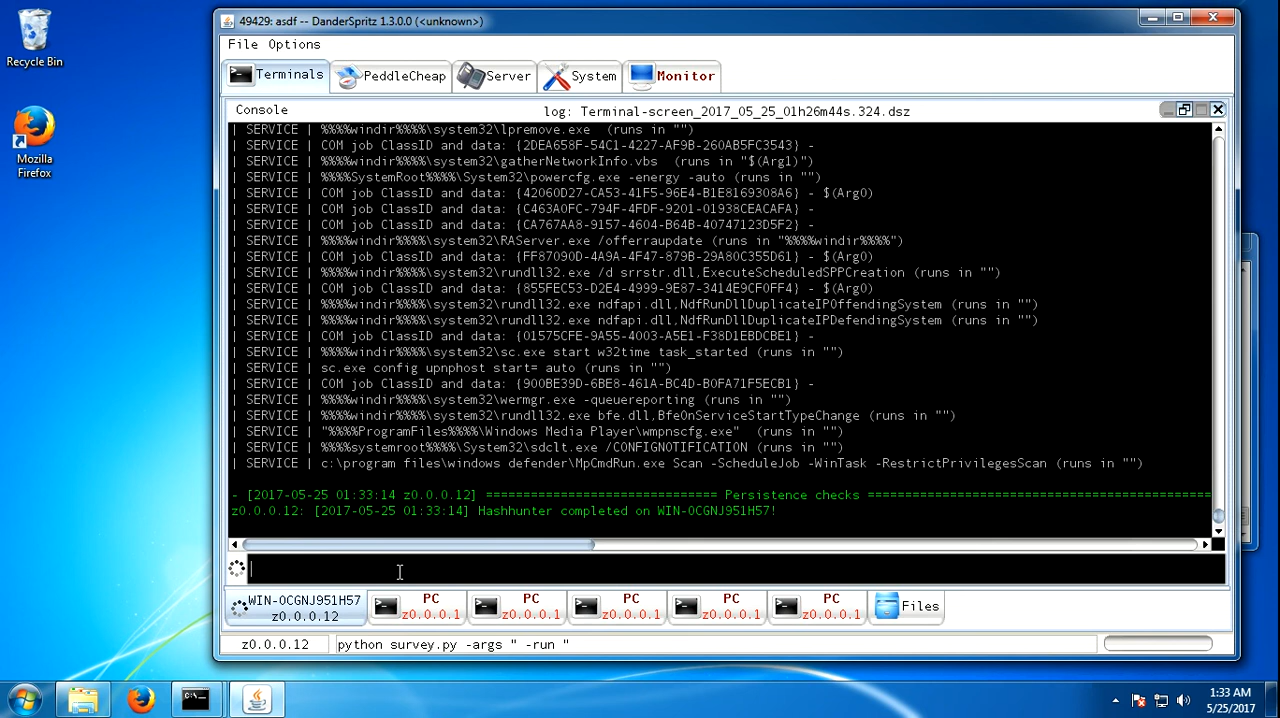 Recycle Bin
Mozilla
Firefox
49429: asdf -- DanderSpritz 1.3.0.0 (<unknown>)
File Options
Terminals PeddleCheap Server System Monitor
Console log: Terminal-screen_2017_05_25_01h26m44s.324.dsz
| SERVICE | %%%%windir%%%%\system32\lpremove.exe  (runs in "")
| SERVICE | COM job ClassID and data: {2DEA658F-54C1-4227-AF9B-260AB5FC3543} -
| SERVICE | %%%%windir%%%%\system32\gatherNetworkInfo.vbs  (runs in "$(Arg1)")
| SERVICE | %%%%SystemRoot%%%%\System32\powercfg.exe -energy -auto (runs in "")
| SERVICE | COM job ClassID and data: {42060D27-CA53-41F5-96E4-B1E8169308A6} - $(Arg0)
| SERVICE | COM job ClassID and data: {C463A0FC-794F-4FDF-9201-01938CEACAFA} -
| SERVICE | COM job ClassID and data: {CA767AA8-9157-4604-B64B-40747123D5F2} -
| SERVICE | %%%%windir%%%%\system32\RAServer.exe /offerraupdate (runs in "%%%%windir%%%%")
| SERVICE | COM job ClassID and data: {FF87090D-4A9A-4F47-879B-29A80C355D61} - $(Arg0)
| SERVICE | %%%%windir%%%%\system32\rundll32.exe /d srrstr.dll,ExecuteScheduledSPPCreation (runs in "")
| SERVICE | COM job ClassID and data: {855FEC53-D2E4-4999-9E87-3414E9CF0FF4} - $(Arg0)
| SERVICE | %%%%windir%%%%\system32\rundll32.exe ndfapi.dll,NdfRunDllDuplicateIPOffendingSystem (runs in "")
| SERVICE | %%%%windir%%%%\system32\rundll32.exe ndfapi.dll,NdfRunDllDuplicateIPDefendingSystem (runs in "")
| SERVICE | COM job ClassID and data: {01575CFE-9A55-4003-A5E1-F38D1EBDCBE1} -
| SERVICE | %%%%windir%%%%\system32\sc.exe start w32time task_started (runs in "")
| SERVICE | sc.exe config upnphost start= auto (runs in "")
| SERVICE | COM job ClassID and data: {900BE39D-6BE8-461A-BC4D-B0FA71F5ECB1} -
| SERVICE | %%%%windir%%%%\system32\wermgr.exe -queuereporting (runs in "")
| SERVICE | %%%%windir%%%%\system32\rundll32.exe bfe.dll,BfeOnServiceStartTypeChange (runs in "")
| SERVICE | "%%%%ProgramFiles%%%%\Windows Media Player\wmpnscfg.exe"  (runs in "")
| SERVICE | %%%%systemroot%%%%\System32\sdclt.exe /CONFIGNOTIFICATION (runs in "")
| SERVICE | c:\program files\windows defender\MpCmdRun.exe Scan -ScheduleJob -WinTask -RestrictPrivilegesScan (runs in "")
- [2017-05-25 01:33:14 z0.0.0.12] =============================== Persistence checks ==============================================
z0.0.0.12: [2017-05-25 01:33:14] Hashhunter completed on WIN-0CGNJ951H57!
WIN-0CGNJ951H57 PC PC PC PC PC Files
z0.0.0.12 z0.0.0.1 z0.0.0.1 z0.0.0.1 z0.0.0.1 z0.0.0.1
z0.0.0.12 python survey.py -args " -run "
C:\
1:33 AM
5/25/2017